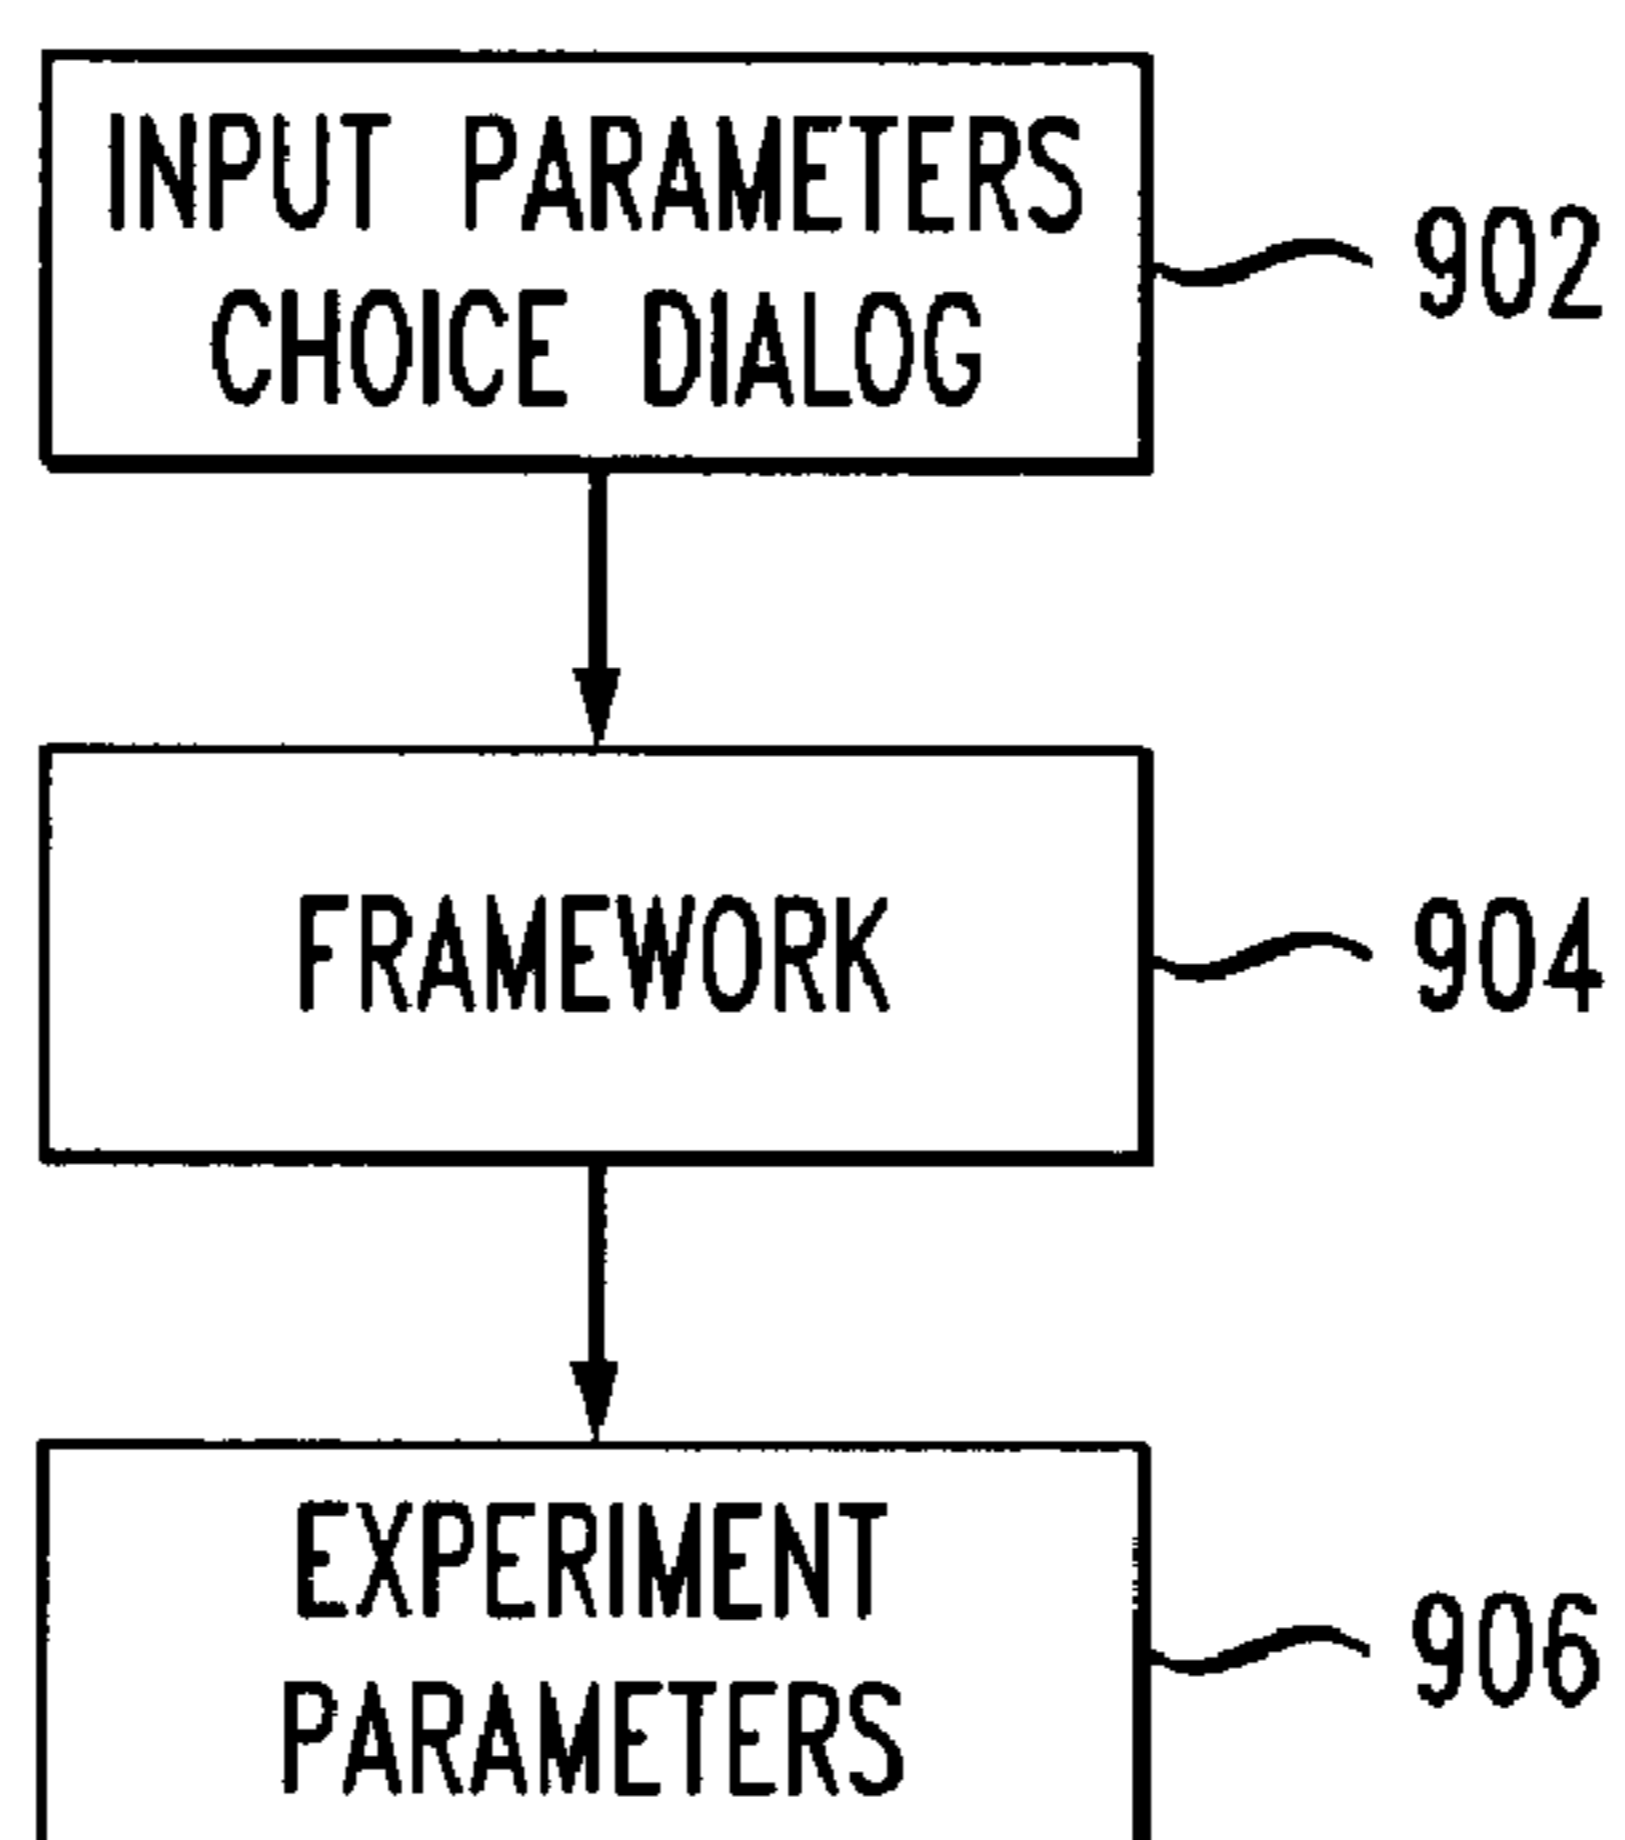 INPUT PARAMETERS
CHOICE DIALOG
902
FRAMEWORK
904
EXPERIMENT
PARAMETERS
906